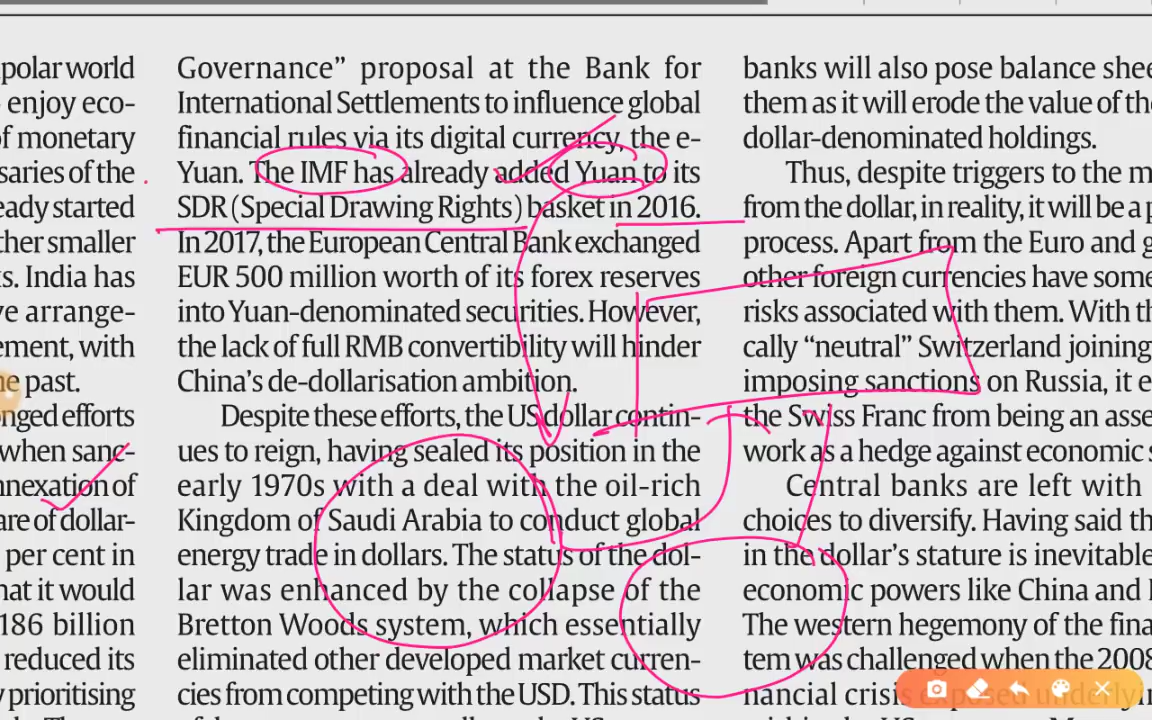 polar world
enjoy eco-
of monetary
saries of the
eady started
ther smaller
s. India has
ve arrange-
ement, with
e past.
nged efforts
when sanc-
nnexation of
are of dollar-
per cent in
hat it would
186 billion
reduced its
y prioritising
Governance” proposal at the Bank for
International Settlements to influence global
financial rules via its digital currency, the e-
Yuan. The IMF has already added Yuan to its
SDR (Special Drawing Rights) basket in 2016.
In 2017, the European Central Bank exchanged
EUR 500 million worth of its forex reserves
into Yuan-denominated securities. However,
the lack of full RMB convertibility will hinder
China’s de-dollarisation ambition.
Despite these efforts, the US dollar contin-
ues to reign, having sealed its position in the
early 1970s with a deal with the oil-rich
Kingdom of Saudi Arabia to conduct global
energy trade in dollars. The status of the dol-
lar was enhanced by the collapse of the
Bretton Woods system, which essentially
eliminated other developed market curren-
cies from competing with the USD. This status
banks will also pose balance shee
them as it will erode the value of the
dollar-denominated holdings.
Thus, despite triggers to the m
from the dollar, in reality, it will be a p
process. Apart from the Euro and g
other foreign currencies have some
risks associated with them. With th
cally “neutral” Switzerland joining
imposing sanctions on Russia, it e
the Swiss Franc from being an asse
work as a hedge against economic s
Central banks are left with
choices to diversify. Having said th
in the dollar’s stature is inevitable
economic powers like China and
The western hegemony of the fina
tem was challenged when the 2008
nancial crisis exposed underlyin